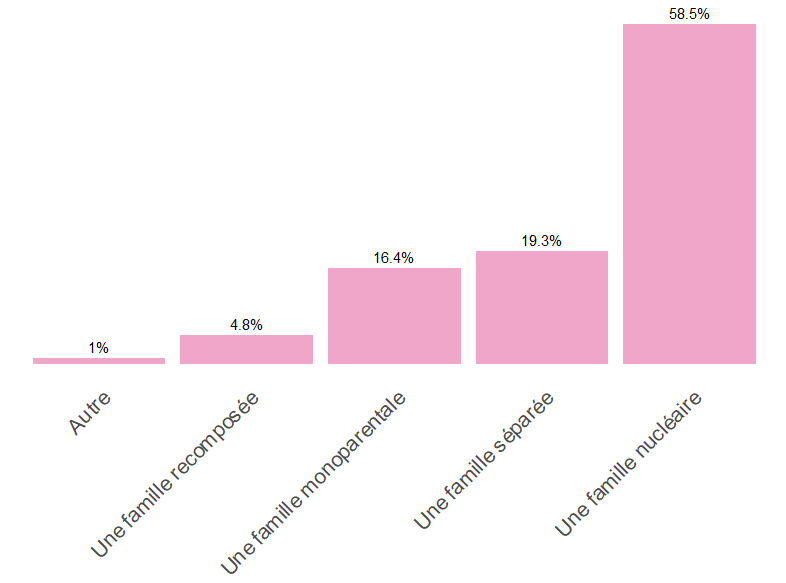 58.5%
19.3%
16.4%
4.8%
1%
Autre
Une famille recomposée
Une famille monoparentale
Une famille séparée
Une famille nucléaire